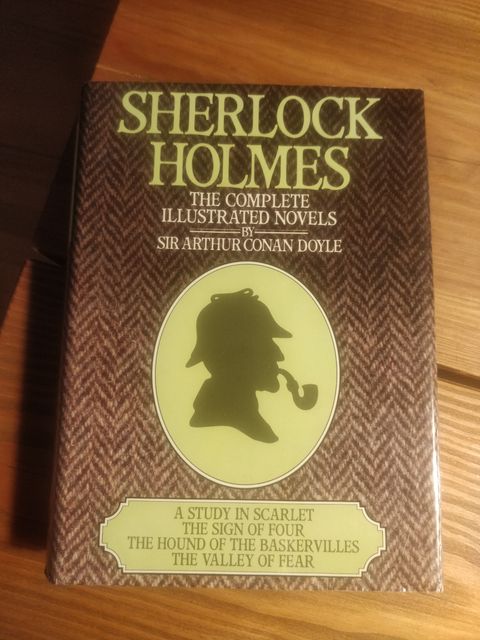 SHERLOCK
HOLMES
THE COMPLETE
ILLUSTRATED NOVELS
BY
SIR ARTHUR CONAN DOYLE
A STUDY IN SCARLET
THE SIGN OF FOUR
THE HOUND OF THE BASKERVILLES
THE VALLEY OF FEAR